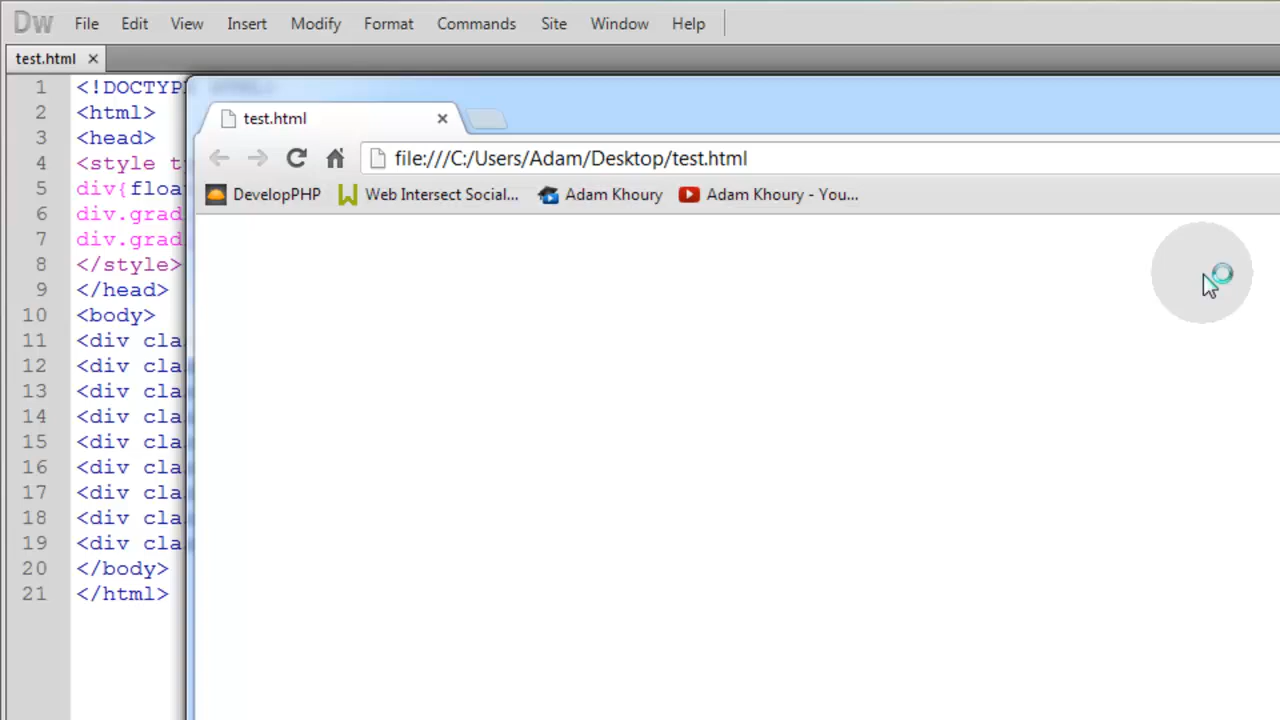 Dw File Edit View Insert Modify Format Commands Site Window Help
test.html
1 <!DOCTYP
2 <html>
3 <head>
4 <style t
5 div{floa
6 div.grad
7 div.grad
8 </style>
9 </head>
10 <body>
11 <div cla
12 <div cla
13 <div cla
14 <div cla
15 <div cla
16 <div cla
17 <div cla
18 <div cla
19 <div cla
20 </body>
21 </html>
test.html
file:///C:/Users/Adam/Desktop/test.html
DevelopPHP Web Intersect Social... Adam Khoury Adam Khoury - You...